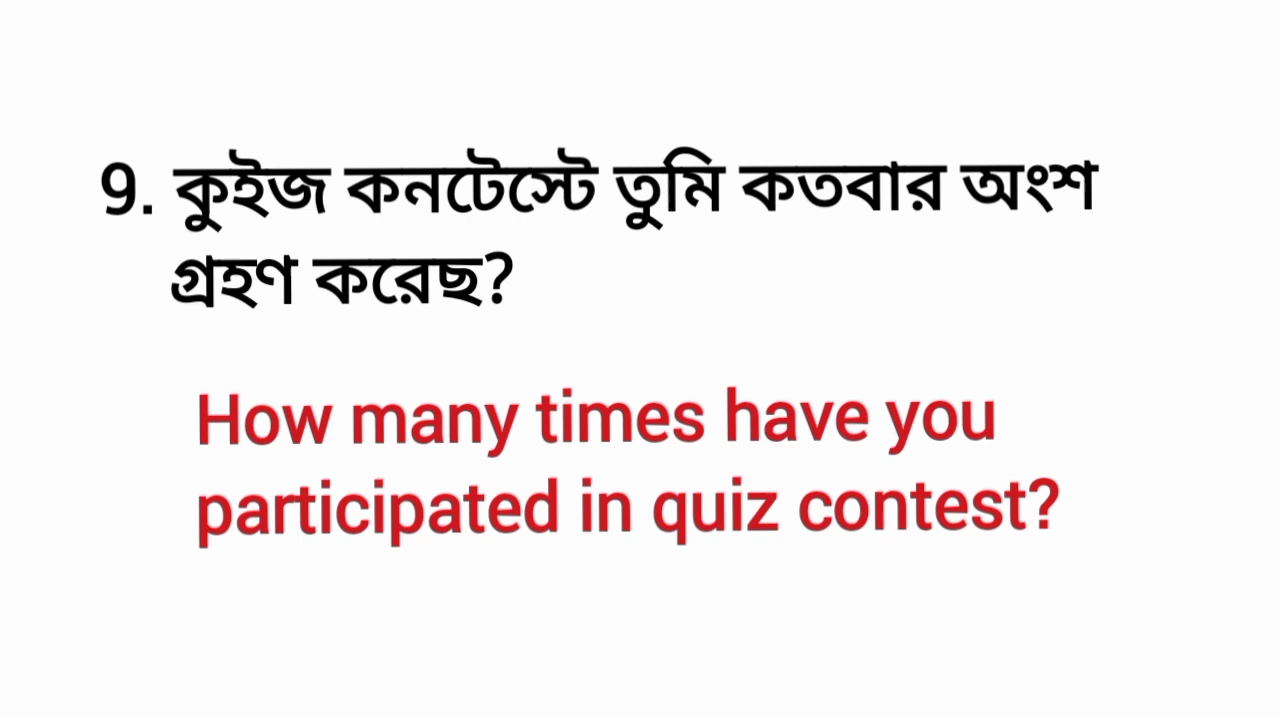 9. কুইজ কনটেস্টে তুমি কতবার অংশ
গ্রহণ করেছ?
How many times have you
participated in quiz contest?